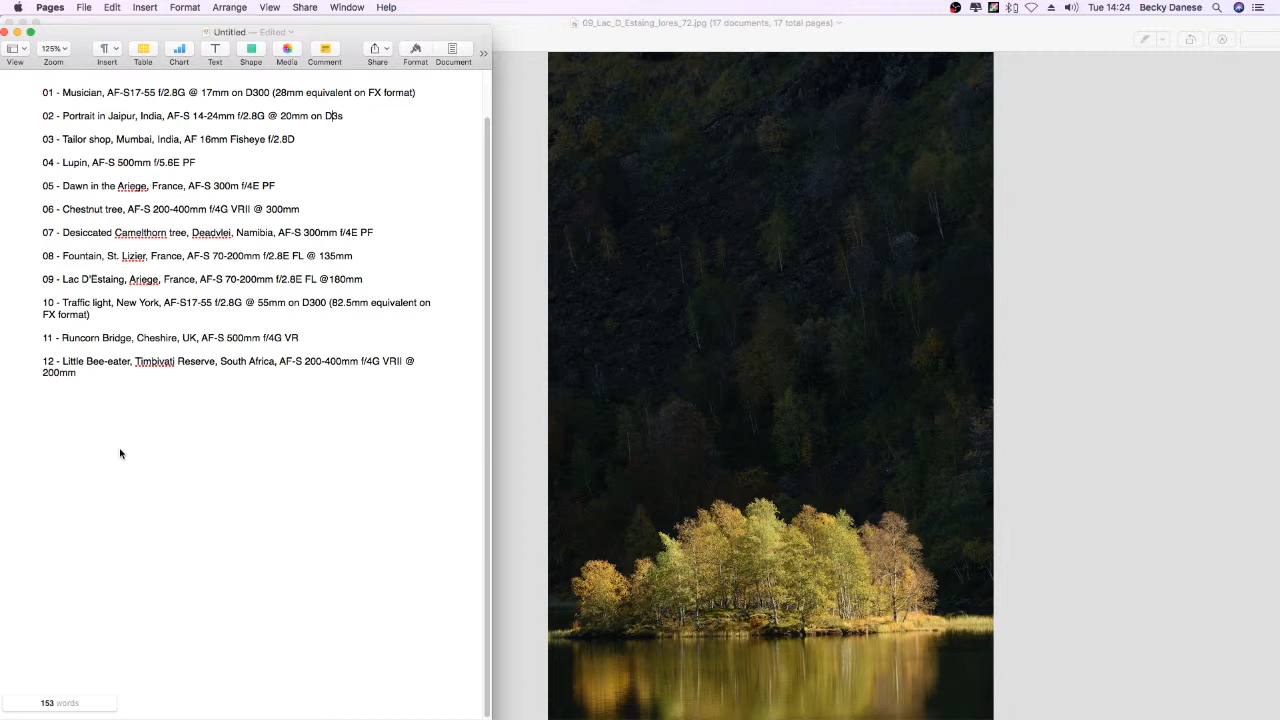 Pages File Edit Insert Format Arrange View Share Window Help Tue 14:24 Becky Danese
09_Lac_D_Estaing_lores_72.jpg (17 documents, 17 total pages)
Untitled — Edited
125%
View Zoom Insert Table Chart Text Shape Media Comment Share Format Document
01 - Musician, AF-S17-55 f/2.8G @ 17mm on D300 (28mm equivalent on FX format)
02 - Portrait in Jaipur, India, AF-S 14-24mm f/2.8G @ 20mm on D3s
03 - Tailor shop, Mumbai, India, AF 16mm Fisheye f/2.8D
04 - Lupin, AF-S 500mm f/5.6E PF
05 - Dawn in the Ariege, France, AF-S 300m f/4E PF
06 - Chestnut tree, AF-S 200-400mm f/4G VRII @ 300mm
07 - Desiccated Camelthorn tree, Deadvlei, Namibia, AF-S 300mm f/4E PF
08 - Fountain, St. Lizier, France, AF-S 70-200mm f/2.8E FL @ 135mm
09 - Lac D'Estaing, Ariege, France, AF-S 70-200mm f/2.8E FL @180mm
10 - Traffic light, New York, AF-S17-55 f/2.8G @ 55mm on D300 (82.5mm equivalent on
FX format)
11 - Runcorn Bridge, Cheshire, UK, AF-S 500mm f/4G VR
12 - Little Bee-eater, Timbivati Reserve, South Africa, AF-S 200-400mm f/4G VRII @
200mm
153 words